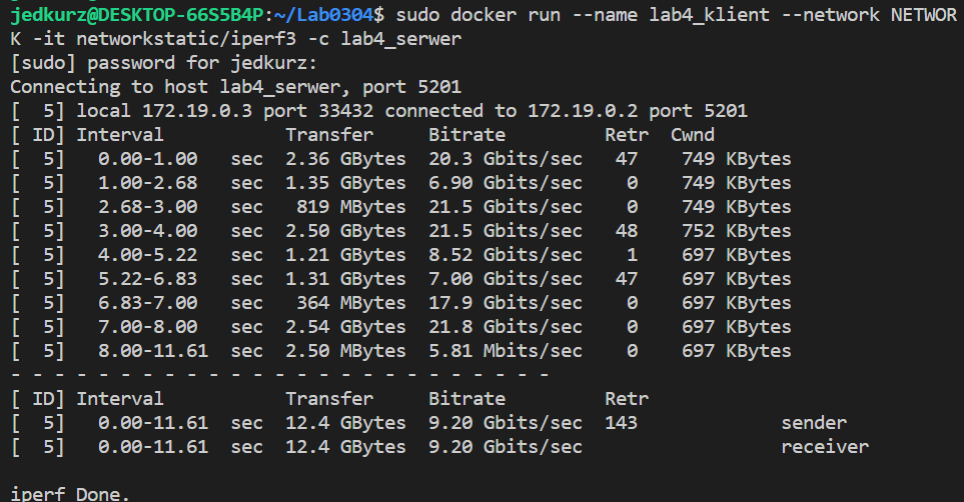 jedkurz@DESKTOP-66S5B4P:~/Lab0304$ sudo docker run --name lab4_klient --network NETWOR
K -it networkstatic/iperf3 -c lab4_serwer
[sudo] password for jedkurz:
Connecting to host lab4_serwer, port 5201
[  5] local 172.19.0.3 port 33432 connected to 172.19.0.2 port 5201
[ ID] Interval           Transfer     Bitrate         Retr  Cwnd
[  5]   0.00-1.00   sec  2.36 GBytes  20.3 Gbits/sec   47    749 KBytes
[  5]   1.00-2.68   sec  1.35 GBytes  6.90 Gbits/sec    0    749 KBytes
[  5]   2.68-3.00   sec   819 MBytes  21.5 Gbits/sec    0    749 KBytes
[  5]   3.00-4.00   sec  2.50 GBytes  21.5 Gbits/sec   48    752 KBytes
[  5]   4.00-5.22   sec  1.21 GBytes  8.52 Gbits/sec    1    697 KBytes
[  5]   5.22-6.83   sec  1.31 GBytes  7.00 Gbits/sec   47    697 KBytes
[  5]   6.83-7.00   sec   364 MBytes  17.9 Gbits/sec    0    697 KBytes
[  5]   7.00-8.00   sec  2.54 GBytes  21.8 Gbits/sec    0    697 KBytes
[  5]   8.00-11.61  sec  2.50 MBytes  5.81 Mbits/sec    0    697 KBytes
- - - - - - - - - - - - - - - - - - - - - - - - -
[ ID] Interval           Transfer     Bitrate         Retr
[  5]   0.00-11.61  sec  12.4 GBytes  9.20 Gbits/sec  143             sender
[  5]   0.00-11.61  sec  12.4 GBytes  9.20 Gbits/sec                  receiver
iperf Done.